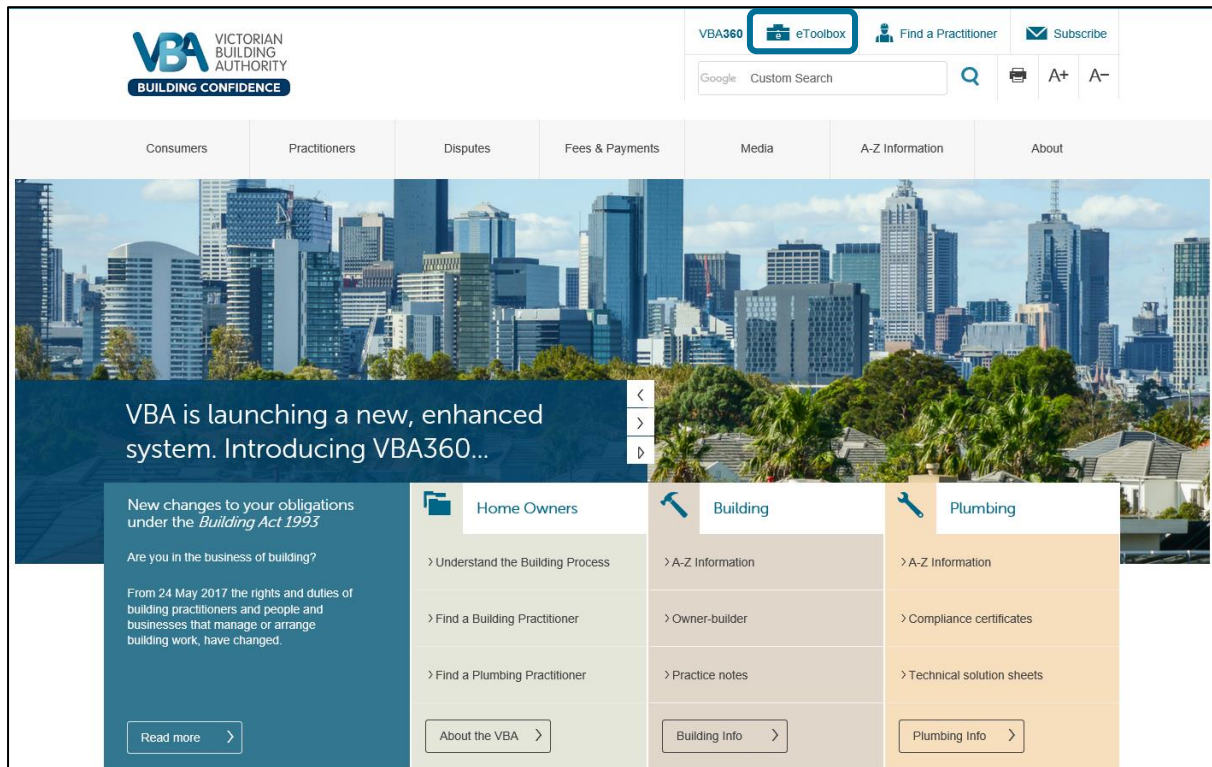 VBA VICTORIAN
BUILDING
AUTHORITY
BUILDING CONFIDENCE
VBA360 eToolbox Find a Practitioner Subscribe
Google Custom Search A+ A-
Consumers Practitioners Disputes Fees & Payments Media A-Z Information About
VBA is launching a new, enhanced
system. Introducing VBA360...
New changes to your obligations
under the Building Act 1993
Are you in the business of building?
From 24 May 2017 the rights and duties of
building practitioners and people and
businesses that manage or arrange
building work, have changed.
Read more
Home Owners
Understand the Building Process
Find a Building Practitioner
Find a Plumbing Practitioner
About the VBA
Building
A-Z Information
Owner-builder
Practice notes
Building Info
Plumbing
A-Z Information
Compliance certificates
Technical solution sheets
Plumbing Info